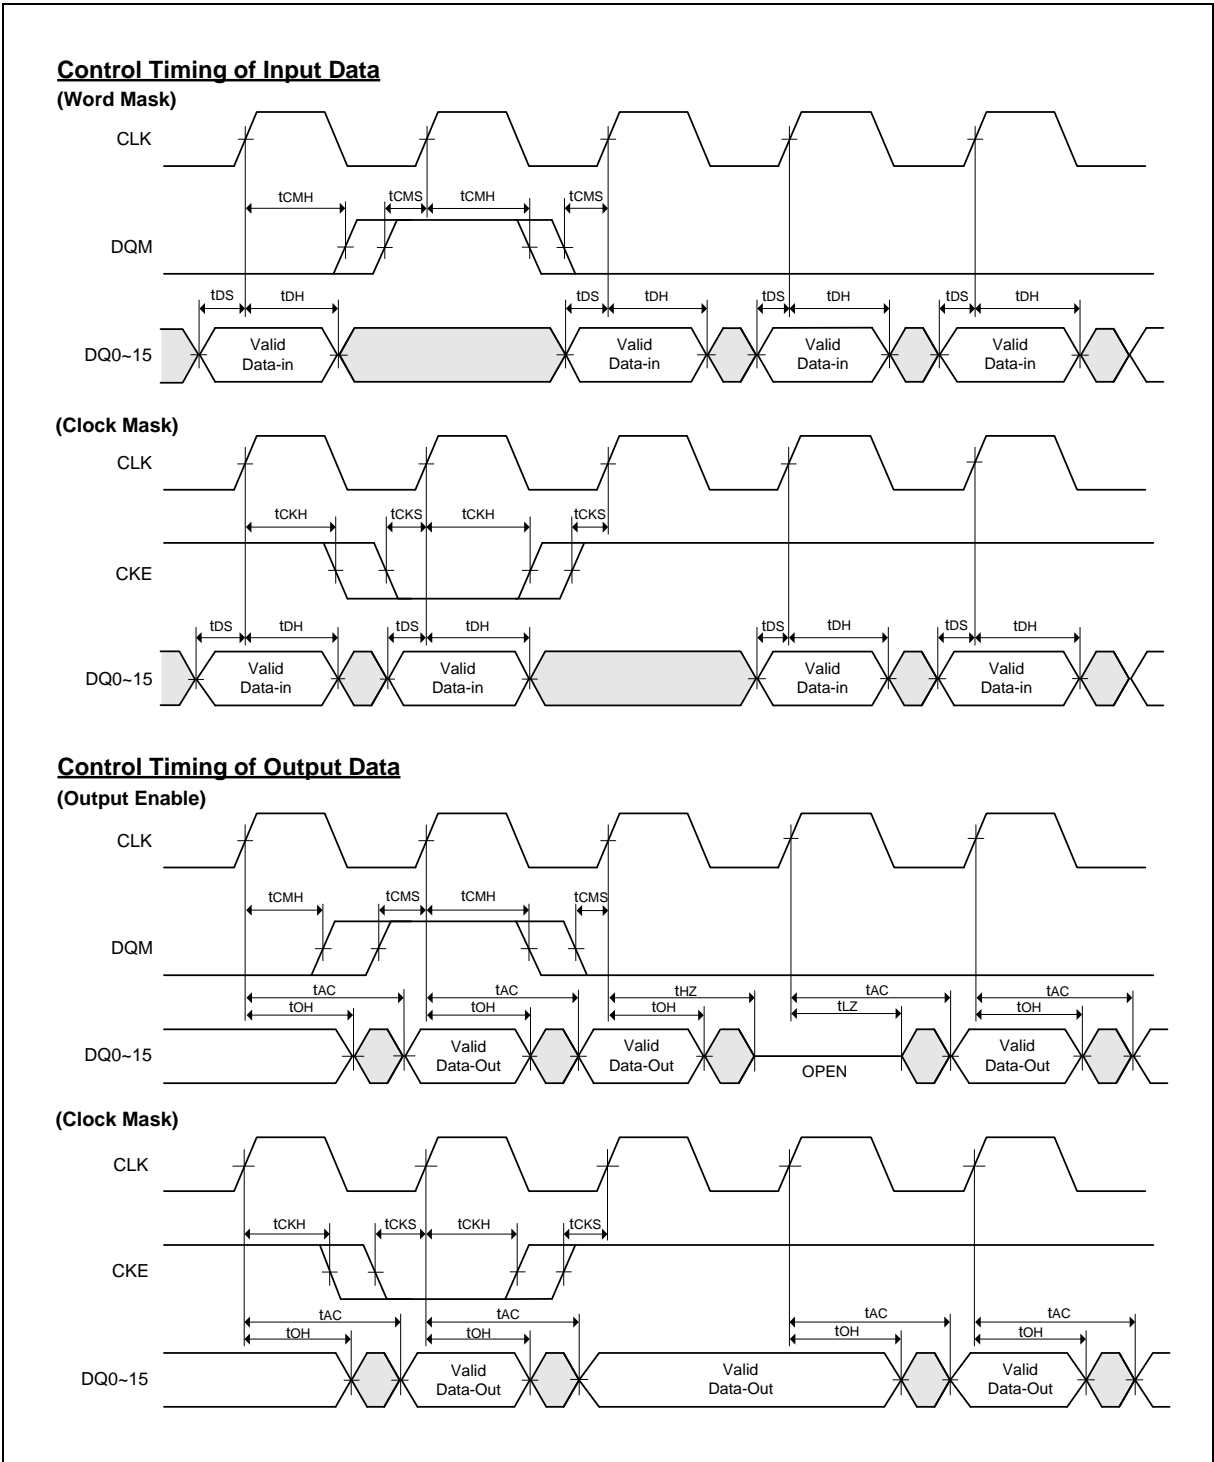 Control Timing of Input Data
(Word Mask)
CLK
tCMH tCMS tCMH tCMS
DQM
tDS tDH tDS tDH tDS tDH tDS tDH
DQ0~15
Valid Data-in
Valid Data-in
Valid Data-in
Valid Data-in
(Clock Mask)
CLK
tCKH tCKS tCKH tCKS
CKE
tDS tDH tDS tDH tDS tDH tDS tDH
DQ0~15
Valid Data-in
Valid Data-in
Valid Data-in
Valid Data-in
Control Timing of Output Data
(Output Enable)
CLK
tCMH tCMS tCMH tCMS
DQM
tAC tAC tHZ tAC tAC
tOH tOH tOH tLZ tOH
DQ0~15
Valid Data-Out
Valid Data-Out
OPEN
Valid Data-Out
(Clock Mask)
CLK
tCKH tCKS tCKH tCKS
CKE
tAC tAC tAC tAC
tOH tOH tOH tOH
DQ0~15
Valid Data-Out
Valid Data-Out
Valid Data-Out